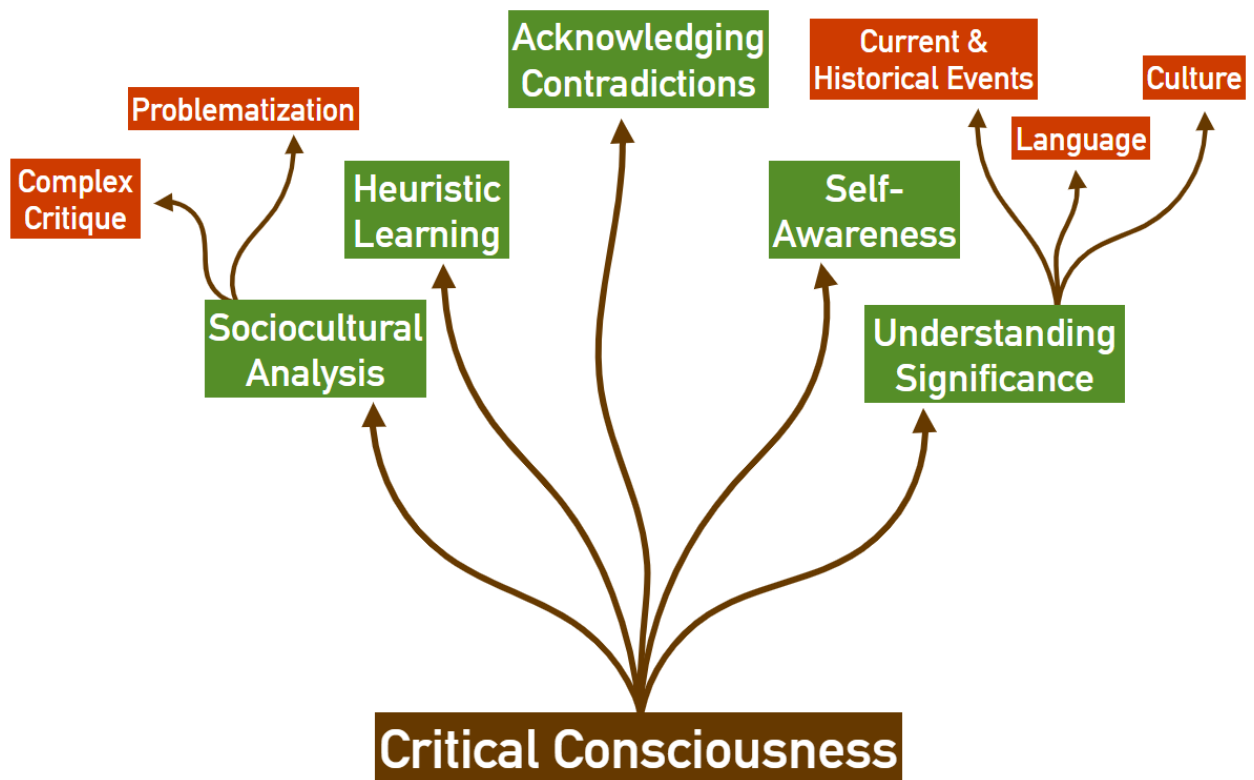 Acknowledging
Contradictions
Current &
Historical Events
Culture
Problematization
Language
Complex
Critique
Heuristic
Learning
Self-
Awareness
Sociocultural
Analysis
Understanding
Significance
Critical Consciousness